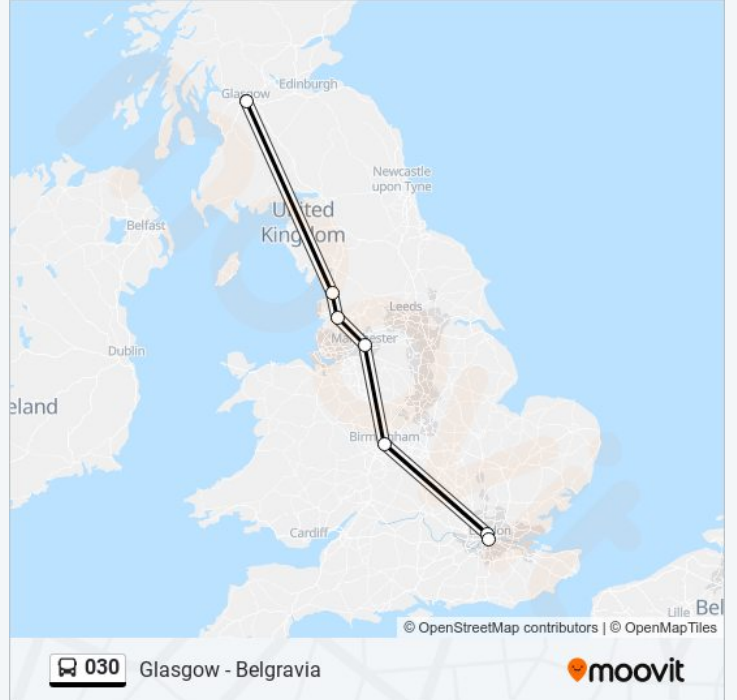 Edinburgh
Glasgow
Newcastle
upon Tyne
United
Kingdom
Belfast
Leeds
Manchester
Dublin
eland
Birmingham
Cardiff
London
Lille
Bel
© OpenStreetMap contributors | © OpenMapTiles
030
Glasgow - Belgravia
moovit